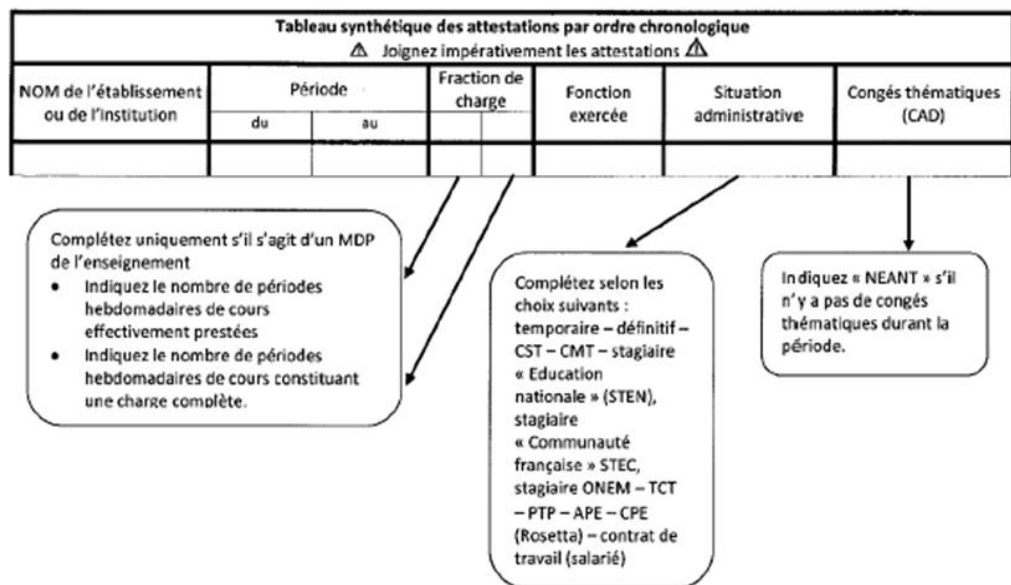 Tableau synthétique des attestations par ordre chronologique
⚠ Joignez impérativement les attestations ⚠
NOM de l'établissement
ou de l'Institution
Période
du
au
Fraction de
charge
Fonction
exercée
Situation
administrative
Congés thématiques
(CAD)
Complétez uniquement s'il s'agit d'un MDP
de l'enseignement
• Indiquez le nombre de périodes
hebdomadaires de cours
effectivement prestées
• Indiquez le nombre de périodes
hebdomadaires de cours constituant
une charge complète.
Complétez selon les
choix suivants :
temporaire – définitif –
CST – CMT – stagiaire
« Education
nationale » (STEN),
stagiaire
« Communauté
française » STEC,
stagiaire ONEM – TCT
– PTP – APE – CPE
(Rosetta) – contrat de
travail (salarié)
Indiquez « NEANT » s'il
n'y a pas de congés
thématiques durant la
période.